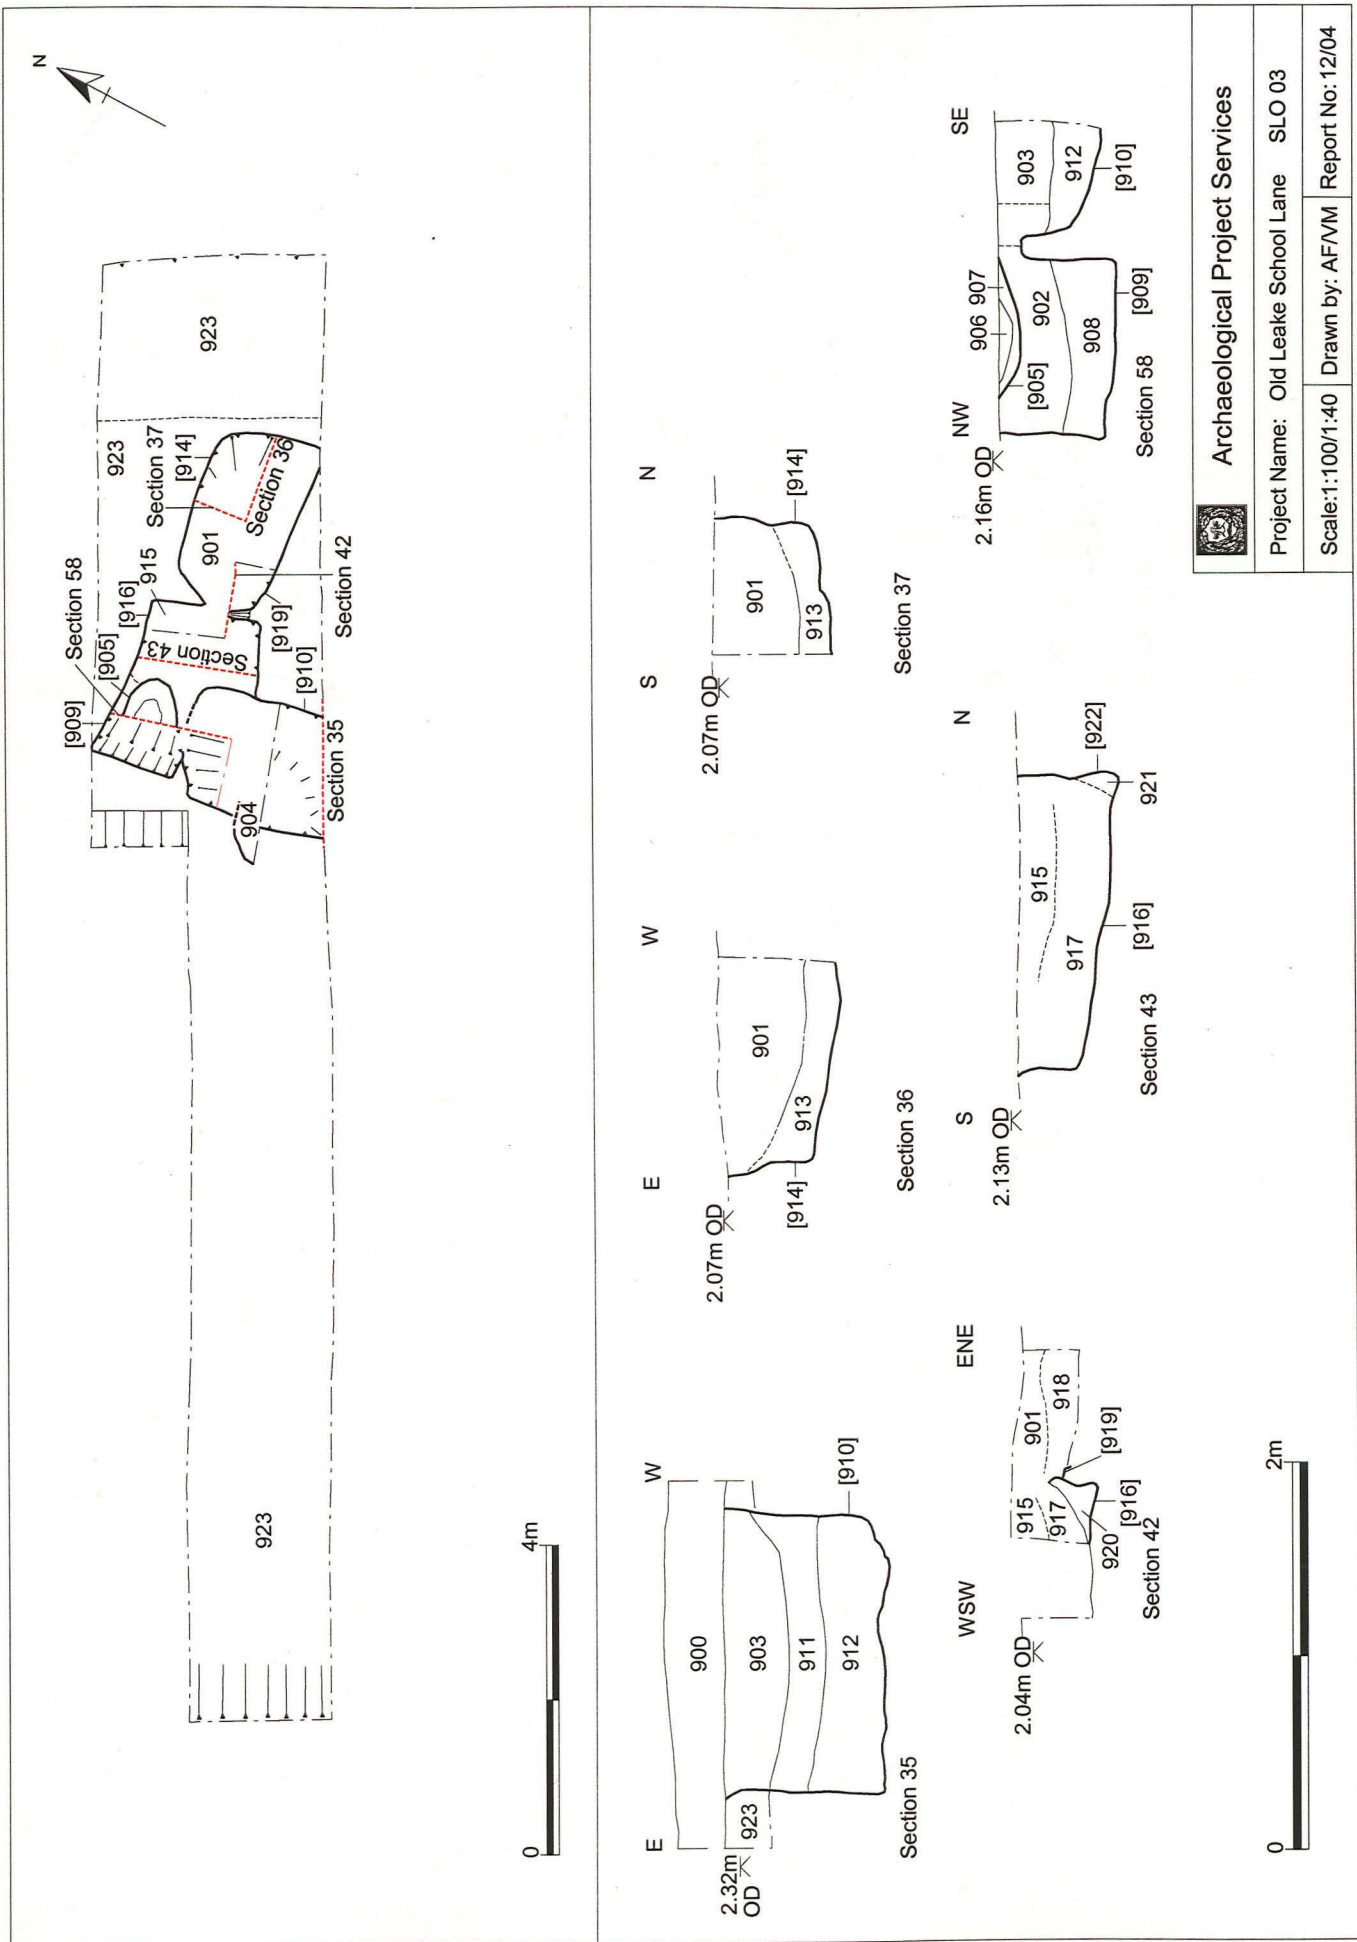 N
923
923
Section 37
[914]
Section 36
901
915
[916]
Section 58
[905]
[909]
Section 43
[919]
Section 42
[910]
Section 35
904
923
0
4m
E
W
2.32m
OD
900
903
911
912
923
[910]
Section 35
E
W
2.07m OD
901
913
[914]
Section 36
S
N
2.07m OD
901
913
[914]
Section 37
WSW
ENE
2.04m OD
915
901
917
918
[919]
[916]
920
Section 42
S
N
2.13m OD
915
917
[922]
921
[916]
Section 43
NW
SE
2.16m OD
906
907
[905]
902
908
903
912
[910]
[909]
Section 58
0
2m
Archaeological Project Services
Project Name: Old Leake School Lane SLO 03
Scale:1:100/1:40
Drawn by: AF/VM
Report No: 12/04